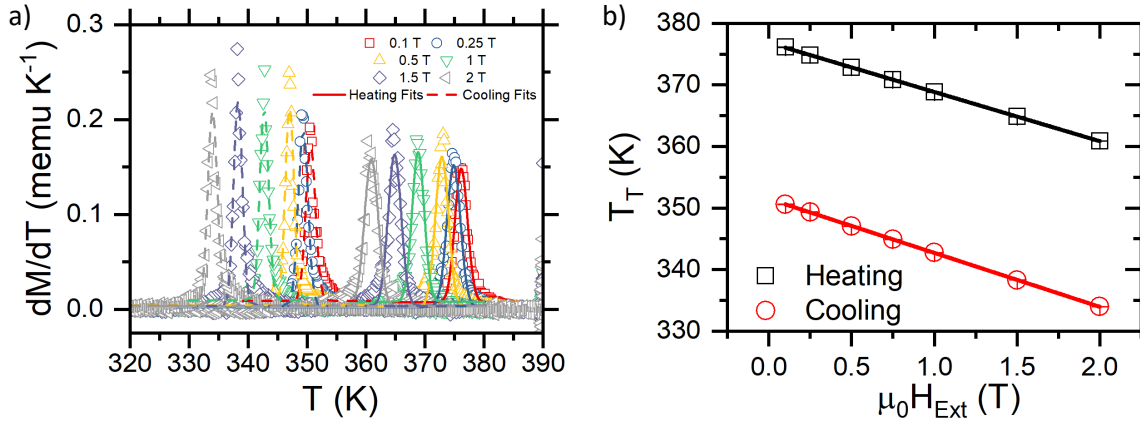 a)
dM/dT (memu K⁻¹)
0.3
0.2
0.1
0.0
0.1 T 0.25 T
0.5 T 1 T
1.5 T 2 T
Heating Fits Cooling Fits
320 330 340 350 360 370 380 390
T (K)
b)
T_T (K)
380
370
360
350
340
330
Heating
Cooling
0.0 0.5 1.0 1.5 2.0
μ₀H_Ext (T)